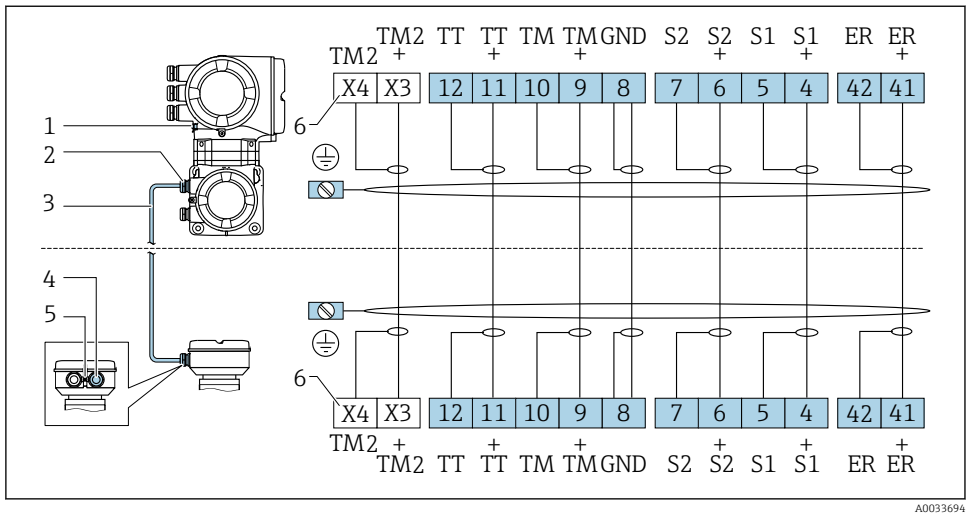 TM2 TT TT TM TM GND S2 S2 S1 S1 ER ER
TM2 + + + + + +
X4 X3 12 11 10 9 8 7 6 5 4 42 41
1
6
2
3
4
5
6
X4 X3 12 11 10 9 8 7 6 5 4 42 41
TM2 + + + + + +
TM2 TT TT TM TM GND S2 S2 S1 S1 ER ER
A0033694